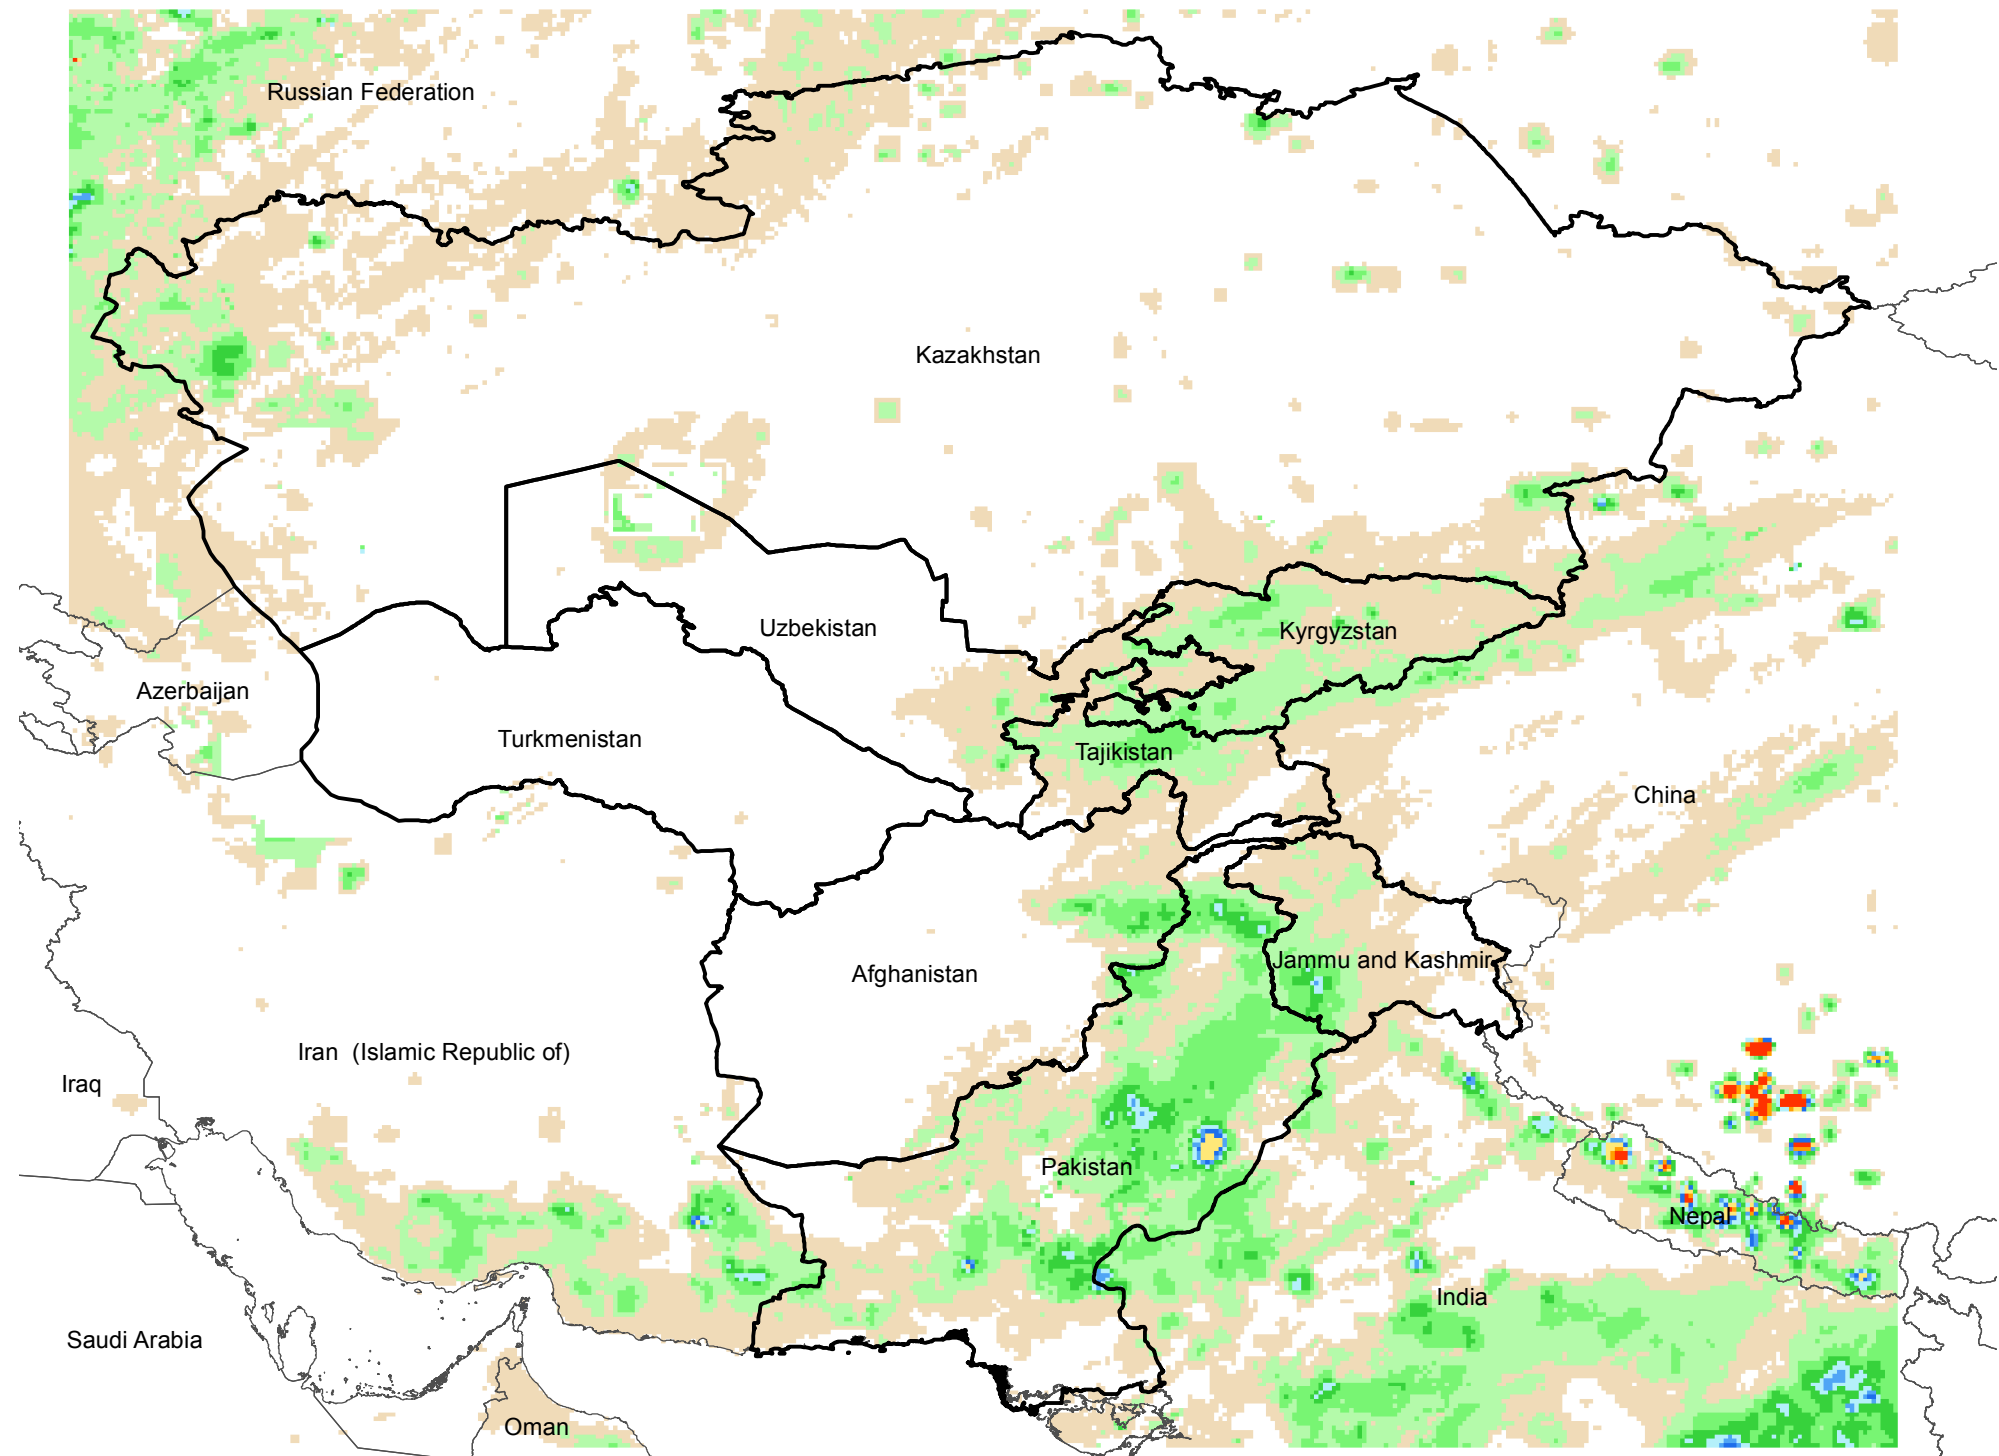 Russian Federation
Kazakhstan
Uzbekistan
Kyrgyzstan
Azerbaijan
Turkmenistan
Tajikistan
China
Afghanistan
Jammu and Kashmir
Iran  (Islamic Republic of)
Iraq
Pakistan
Nepal
India
Saudi Arabia
Oman